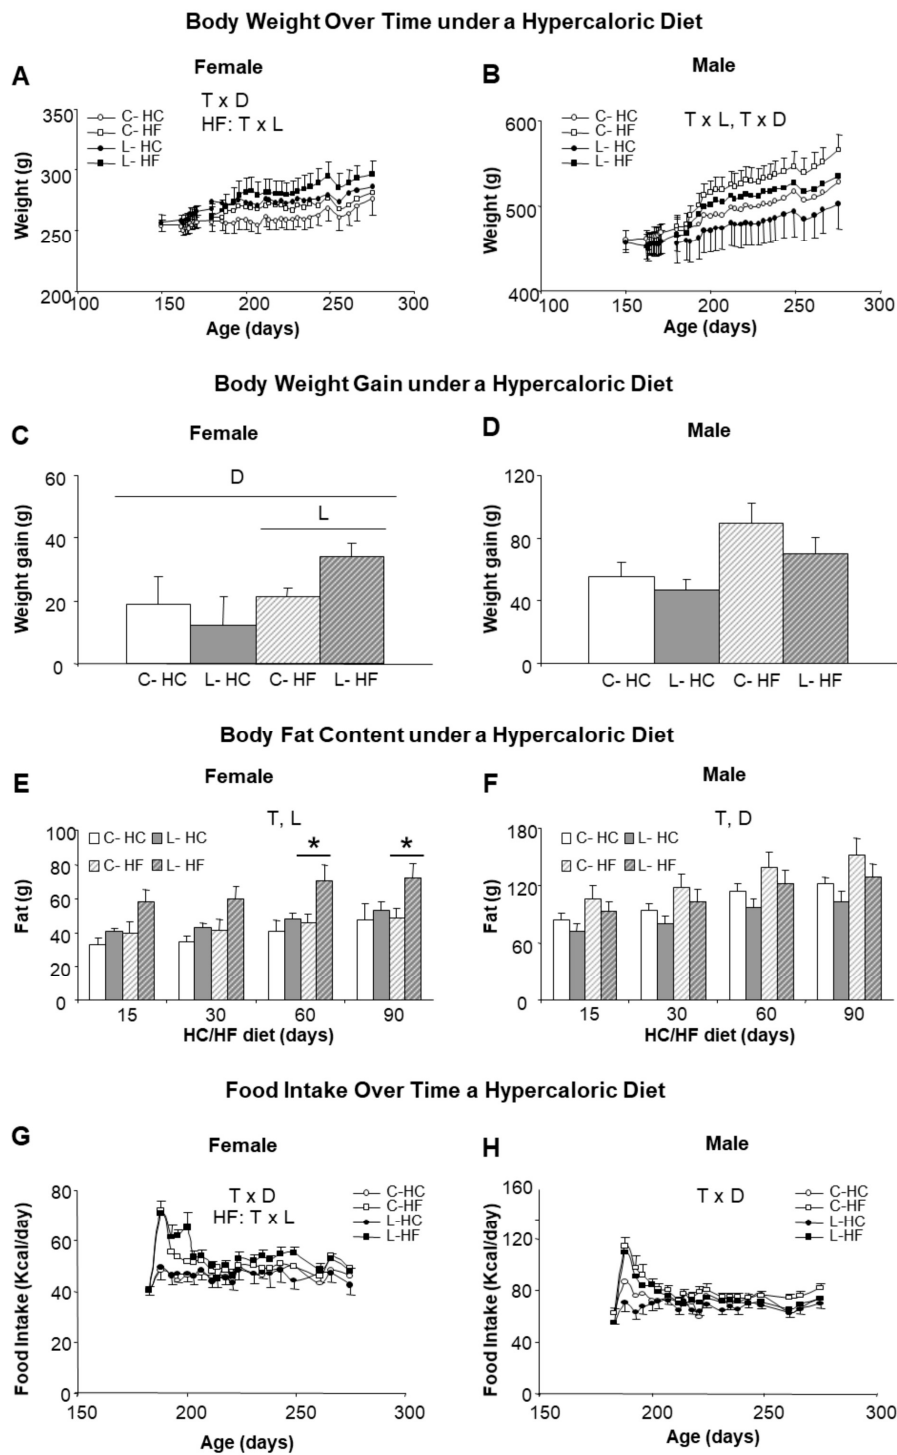 Body Weight Over Time under a Hypercaloric Diet
A
Female
T x D
HF: T x L
C- HC
C- HF
L- HC
L- HF
Weight (g)
350
300
250
200
100
150
200
250
300
Age (days)
B
Male
T x L, T x D
C- HC
C- HF
L- HC
L- HF
Weight (g)
600
500
400
100
150
200
250
300
Age (days)
Body Weight Gain under a Hypercaloric Diet
C
Female
D
L
Weight gain (g)
60
40
20
0
C- HC
L- HC
C- HF
L- HF
D
Male
Weight gain (g)
120
80
40
0
C- HC
L- HC
C- HF
L- HF
Body Fat Content under a Hypercaloric Diet
E
Female
T, L
C- HC
L- HC
C- HF
L- HF
*
*
Fat (g)
100
80
60
40
20
0
15
30
60
90
HC/HF diet (days)
F
Male
T, D
C- HC
L- HC
C- HF
L- HF
Fat (g)
180
120
60
0
15
30
60
90
HC/HF diet (days)
Food Intake Over Time a Hypercaloric Diet
G
Female
T x D
HF: T x L
C-HC
C-HF
L-HC
L-HF
Food Intake (Kcal/day)
80
60
40
20
0
150
200
250
300
Age (days)
H
Male
T x D
C-HC
C-HF
L-HC
L-HF
Food Intake (Kcal/day)
160
120
80
40
0
150
200
250
300
Age (days)